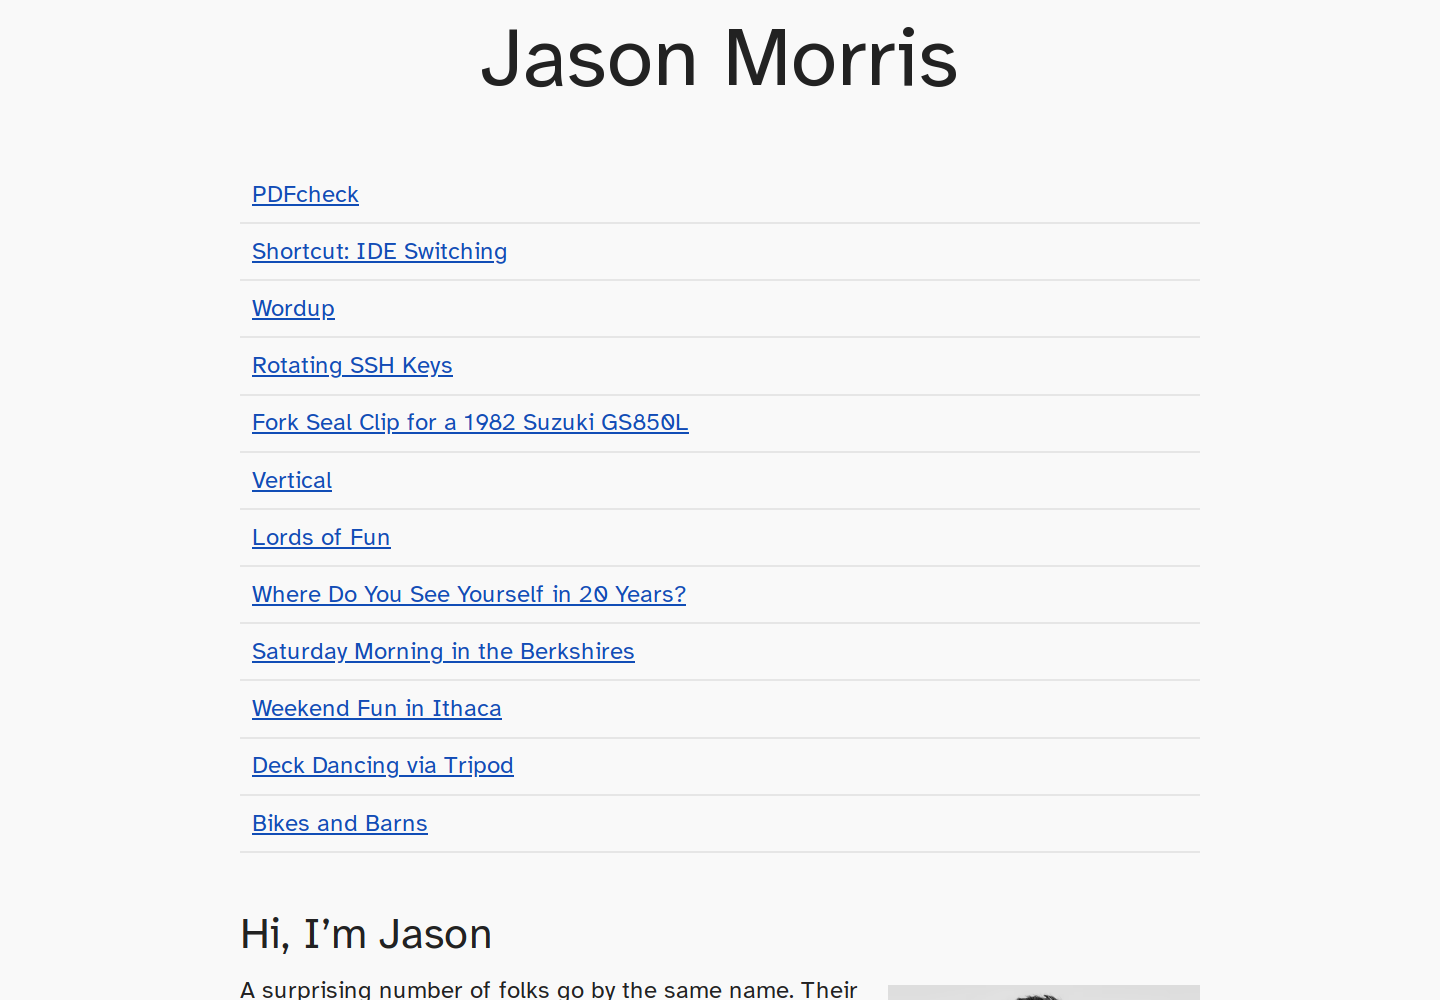 Jason Morris
PDFcheck
Shortcut: IDE Switching
Wordup
Rotating SSH Keys
Fork Seal Clip for a 1982 Suzuki GS850L
Vertical
Lords of Fun
Where Do You See Yourself in 20 Years?
Saturday Morning in the Berkshires
Weekend Fun in Ithaca
Deck Dancing via Tripod
Bikes and Barns
Hi, I’m Jason
A surprising number of folks go by the same name. Their